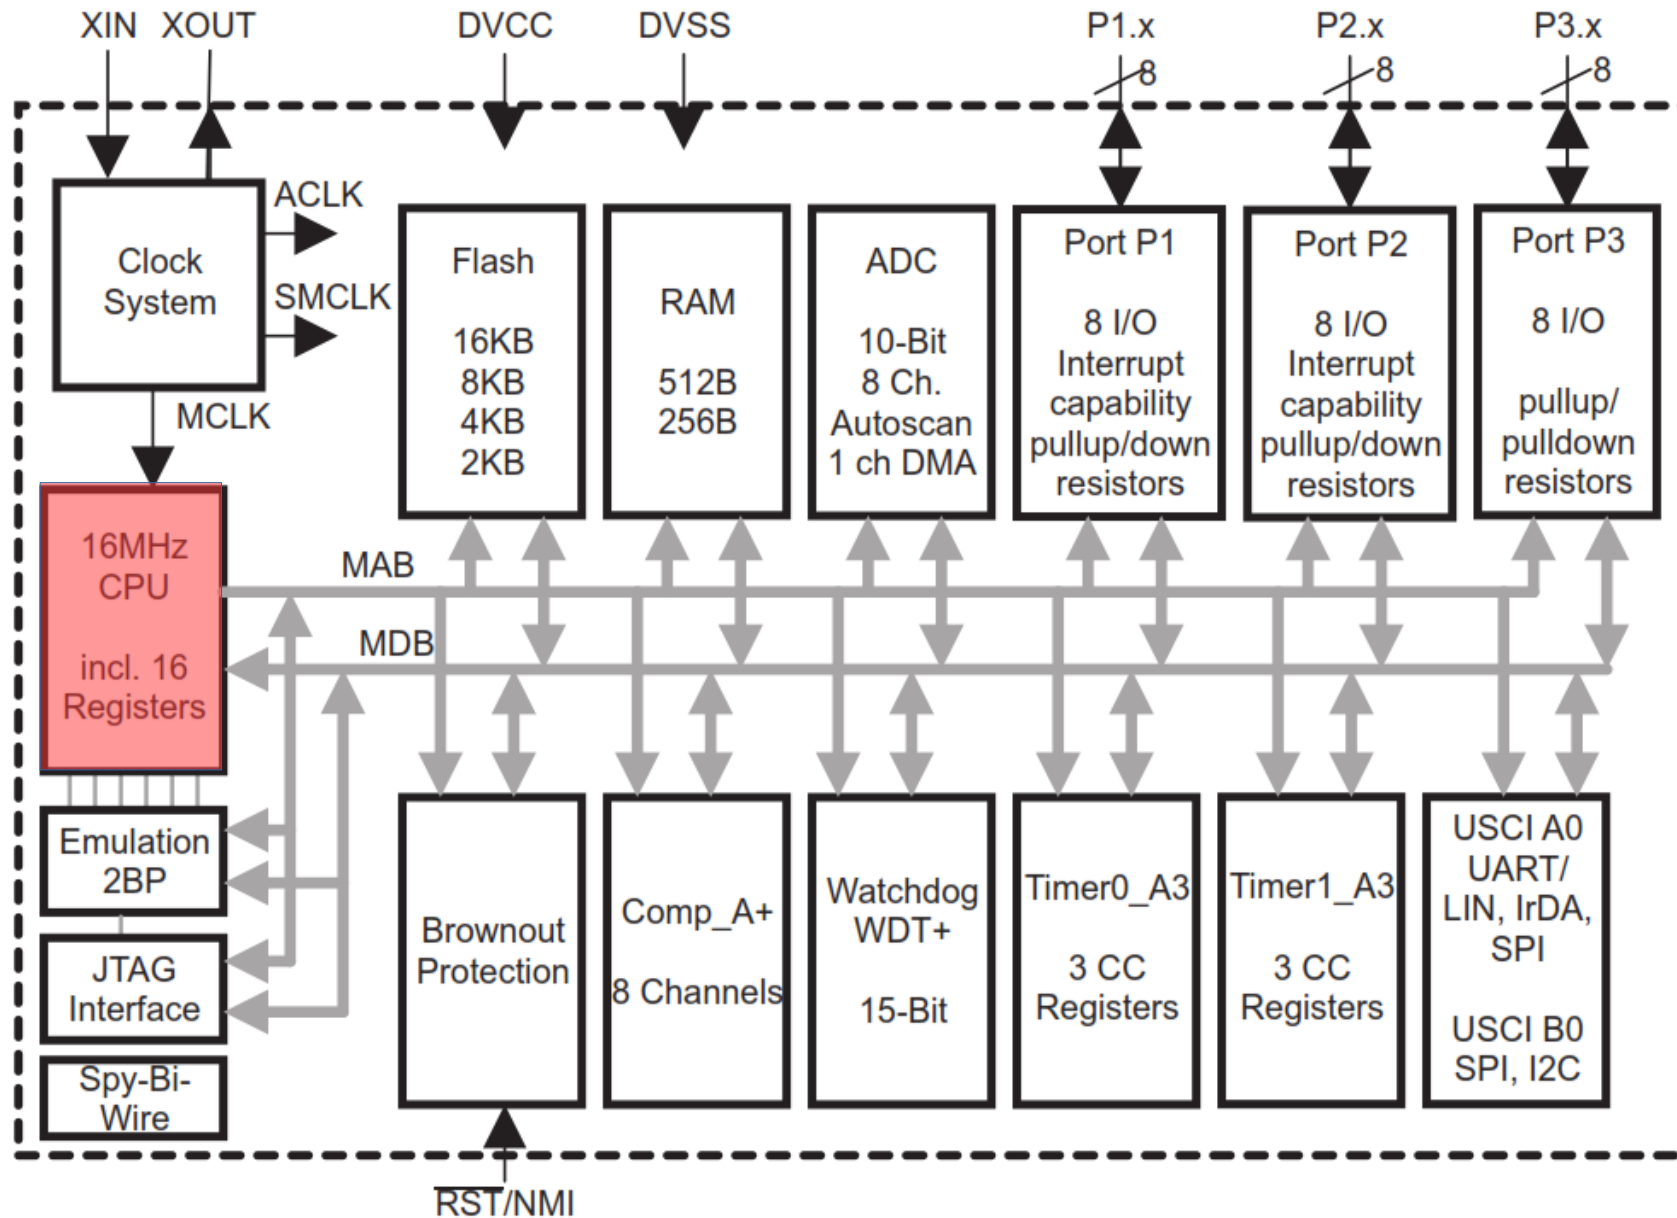 XIN XOUT DVCC DVSS P1.x P2.x P3.x
8 8 8
Clock
System
ACLK
SMCLK
MCLK
Flash
16KB
8KB
4KB
2KB
RAM
512B
256B
ADC
10-Bit
8 Ch.
Autoscan
1 ch DMA
Port P1
8 I/O
Interrupt
capability
pullup/down
resistors
Port P2
8 I/O
Interrupt
capability
pullup/down
resistors
Port P3
8 I/O
pullup/
pulldown
resistors
16MHz
CPU
incl. 16
Registers
MAB
MDB
Emulation
2BP
JTAG
Interface
Spy-Bi-
Wire
Brownout
Protection
Comp_A+
8 Channels
Watchdog
WDT+
15-Bit
Timer0_A3
3 CC
Registers
Timer1_A3
3 CC
Registers
USCI A0
UART/
LIN, IrDA,
SPI
USCI B0
SPI, I2C
RST/NMI